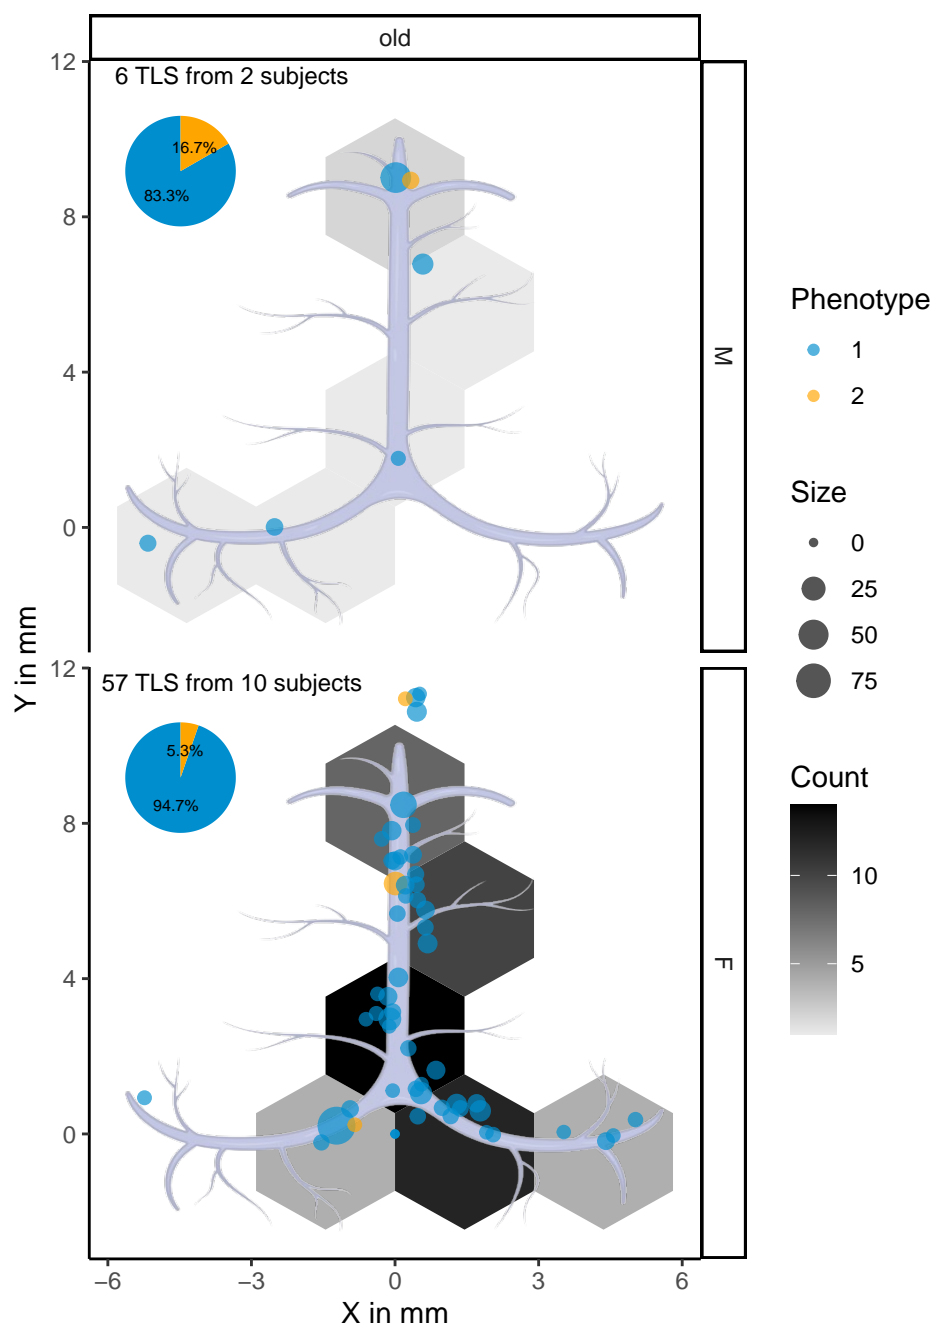 old
12
6 TLS from 2 subjects
16.7%
83.3%
8
4
0
M
Y in mm
12
57 TLS from 10 subjects
5.3%
94.7%
8
4
0
F
−6
−3
0
3
6
X in mm
Phenotype
1
2
Size
0
25
50
75
Count
10
5